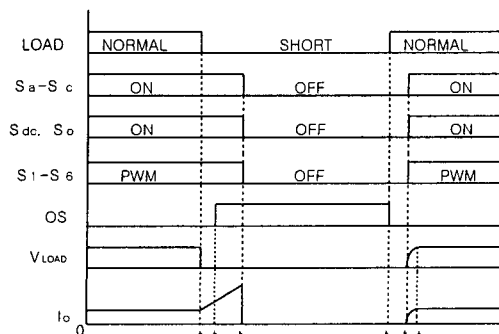 LOAD NORMAL SHORT NORMAL
Sa-Sc ON OFF ON
Sdc, So ON OFF ON
S1-S6 PWM OFF PWM
OS
VLOAD
Io
0